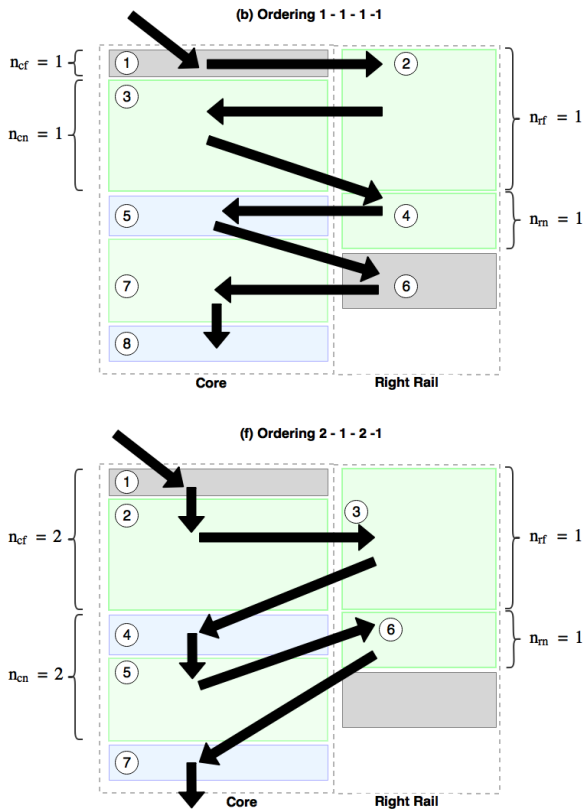 (b) Ordering 1 - 1 - 1 -1
n_cf = 1
1
2
3
n_cn = 1
n_rf = 1
5
4
n_rn = 1
7
6
8
Core
Right Rail
(f) Ordering 2 - 1 - 2 -1
1
2
3
n_cf = 2
n_rf = 1
4
6
n_rn = 1
5
n_cn = 2
7
Core
Right Rail